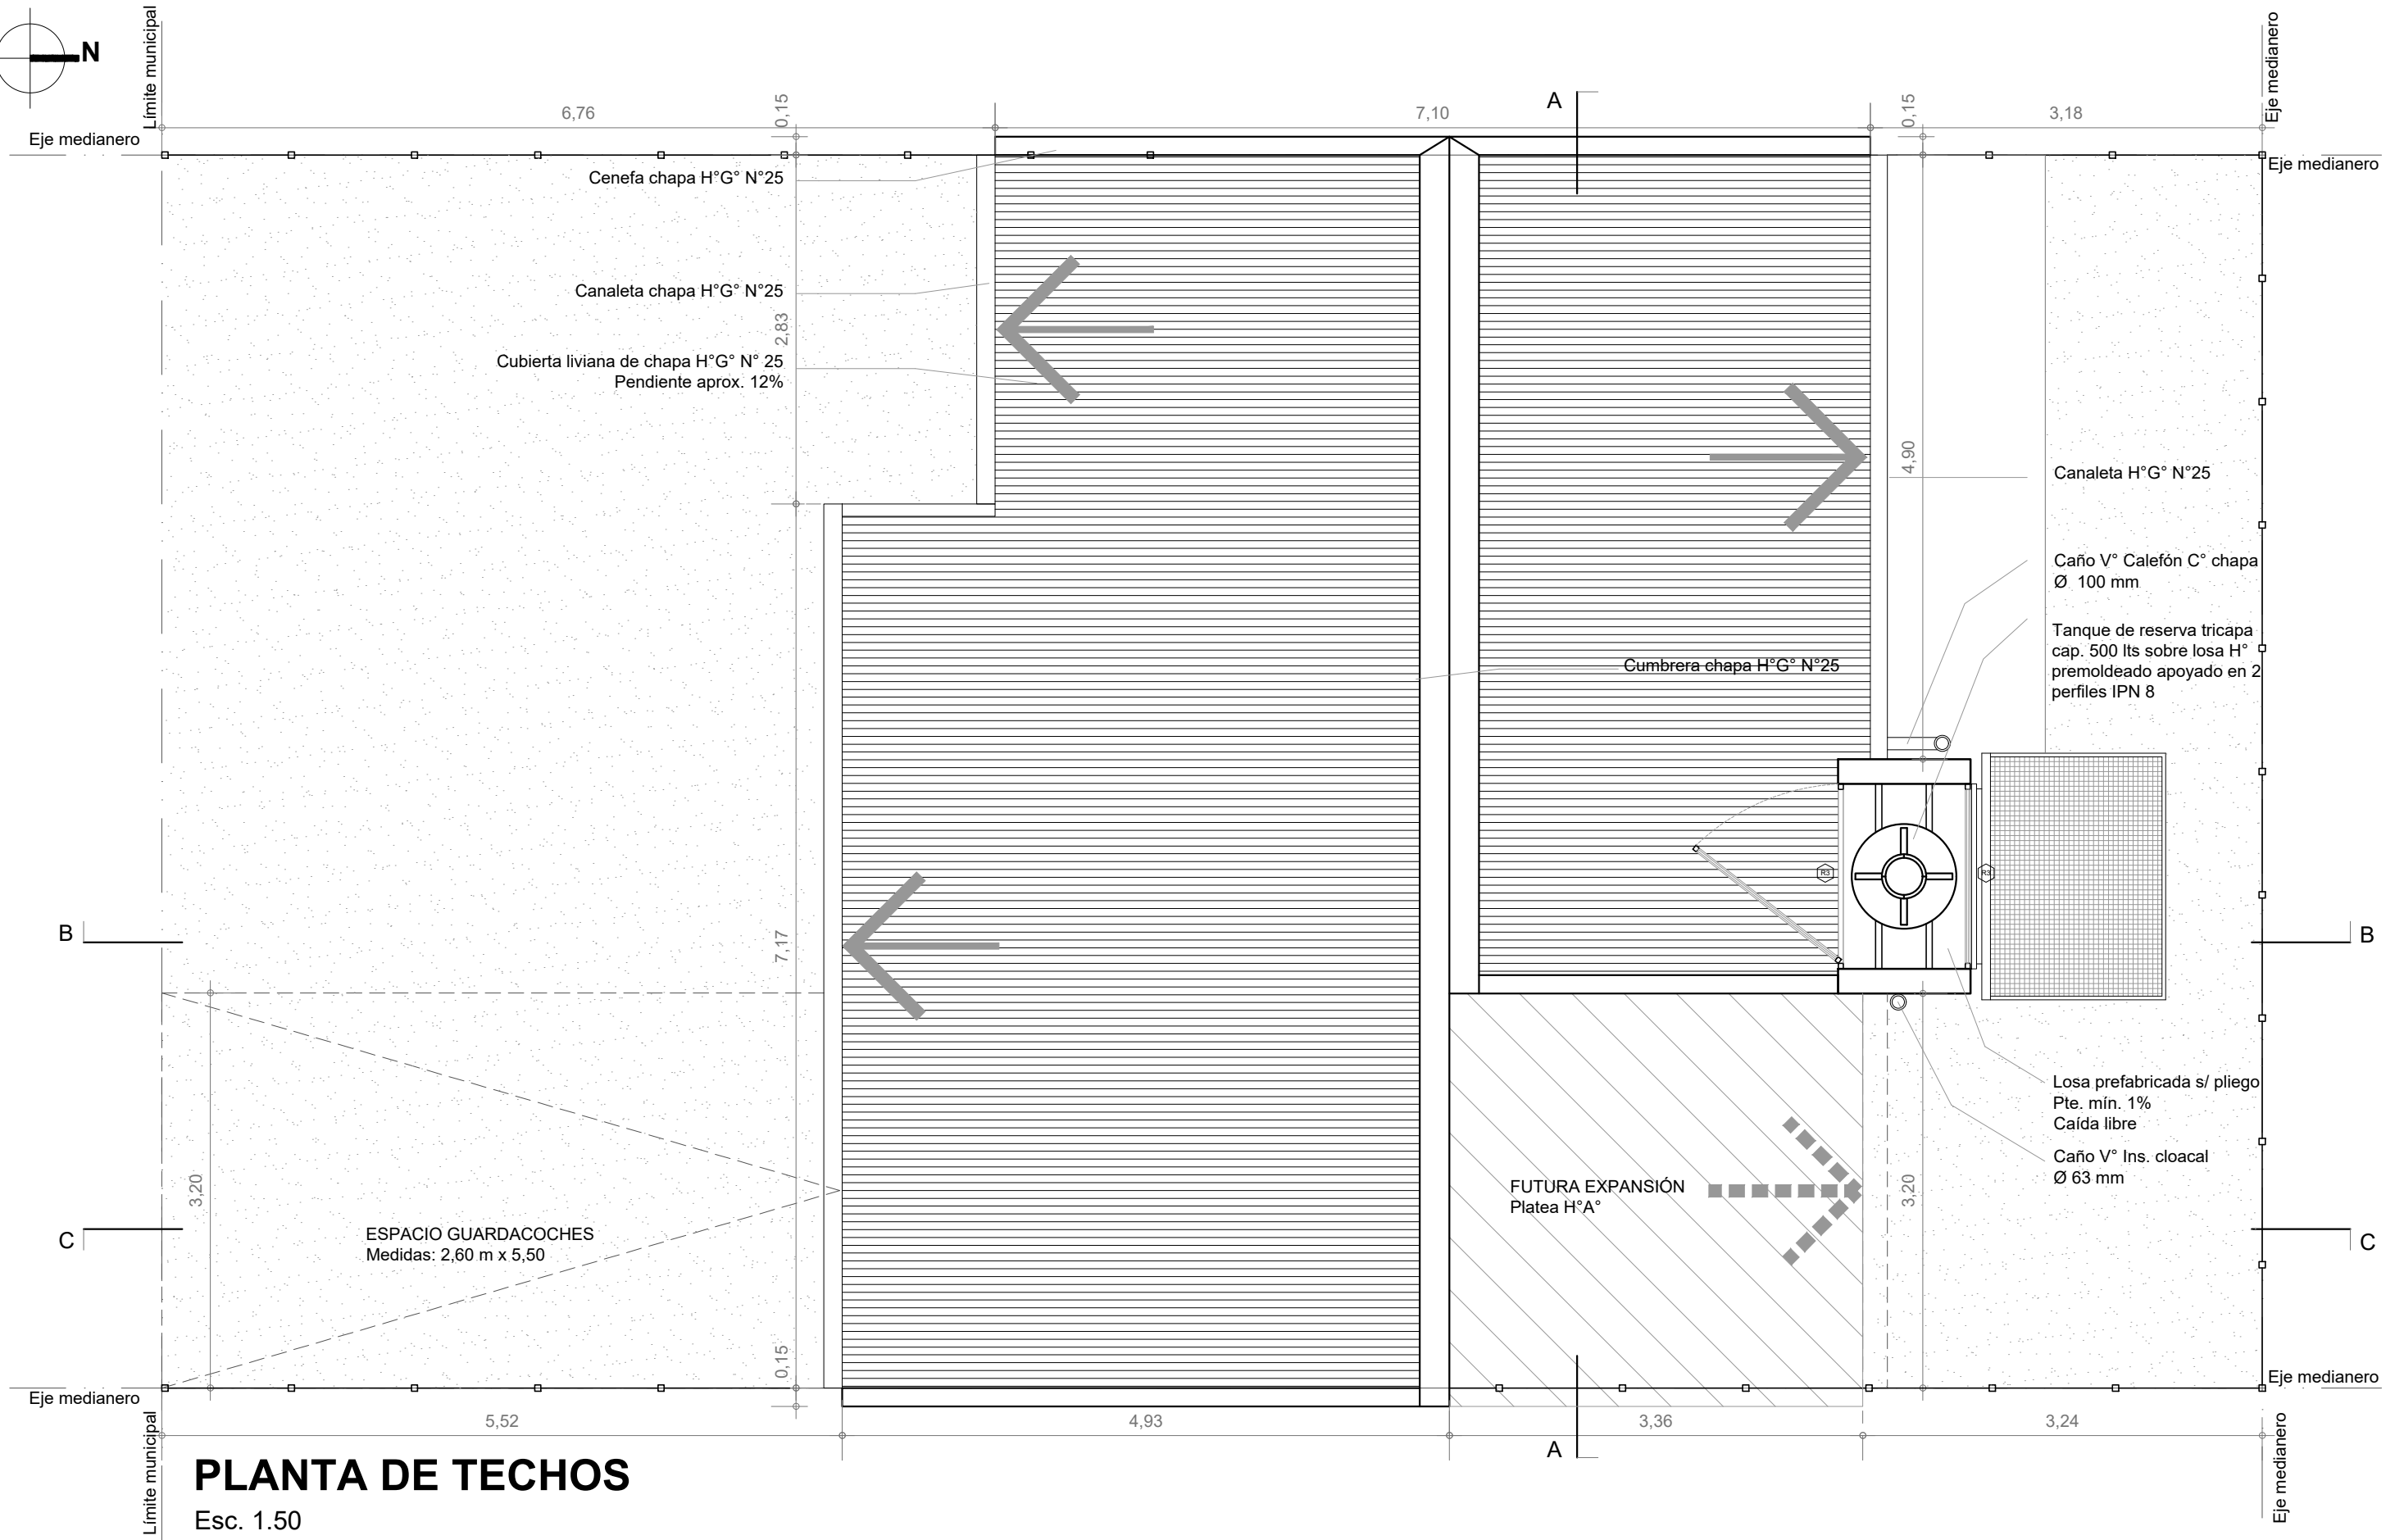 N
Límite municipal
Eje medianero
Eje medianero
6,76
0,15
7,10
A
0,15
3,18
Eje medianero
Cenefa chapa H°G° N°25
Canaleta chapa H°G° N°25
2,83
Cubierta liviana de chapa H°G° N° 25
Pendiente aprox. 12%
4,90
Canaleta H°G° N°25
Caño V° Calefón C° chapa
Ø 100 mm
Tanque de reserva tricapa
cap. 500 lts sobre losa H°
premoldeado apoyado en 2
perfiles IPN 8
Cumbrera chapa H°G° N°25
R3
R3
B
7,17
B
Losa prefabricada s/ pliego
Pte. mín. 1%
Caída libre
Caño V° Ins. cloacal
Ø 63 mm
3,20
FUTURA EXPANSIÓN
Platea H°A°
3,20
C
ESPACIO GUARDACOCHES
Medidas: 2,60 m x 5,50
C
0,15
Eje medianero
Eje medianero
5,52
4,93
3,36
3,24
A
Límite municipal
Eje medianero
PLANTA DE TECHOS
Esc. 1.50